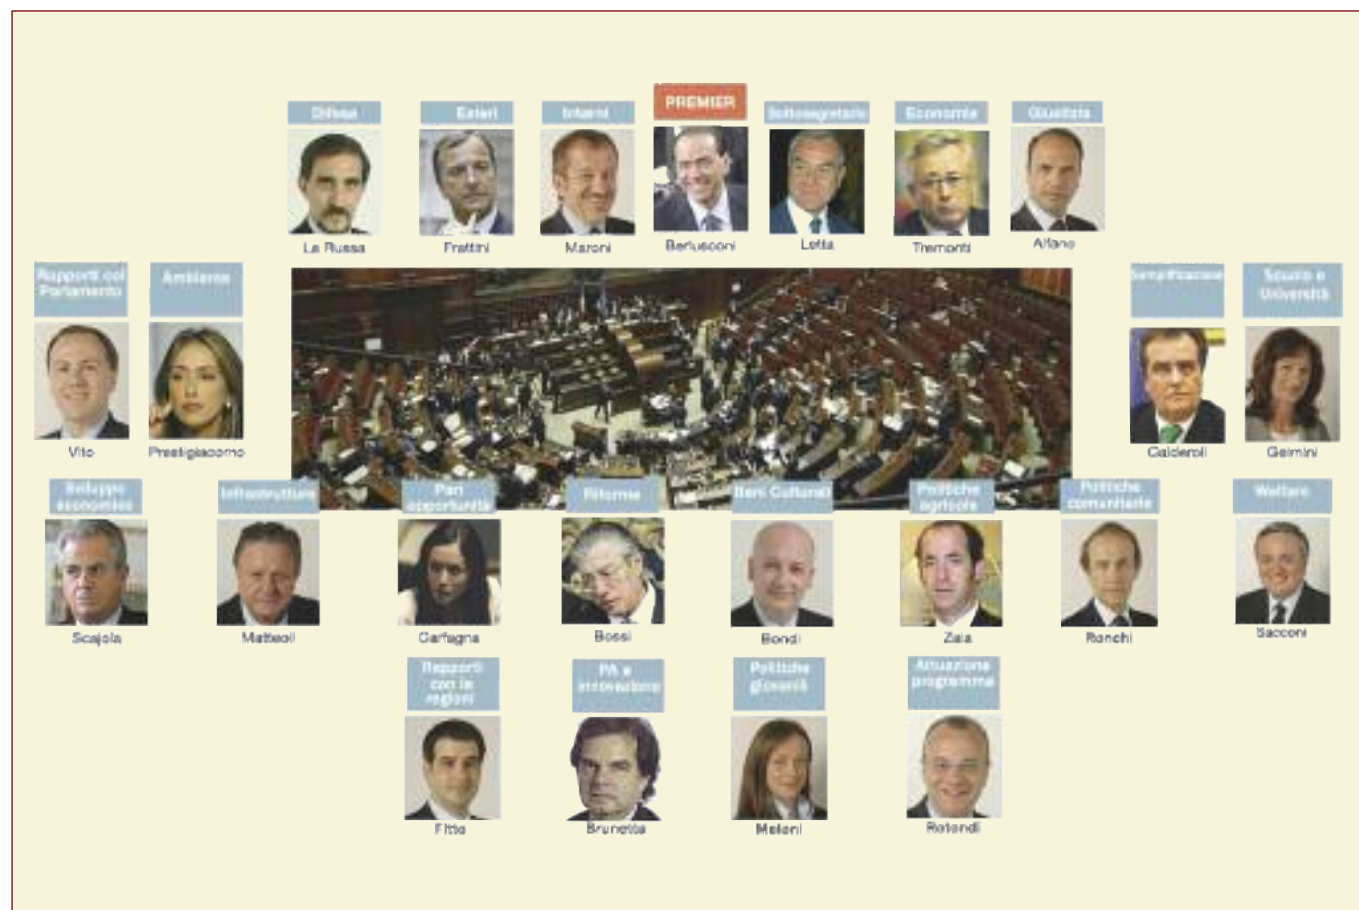 Difesa
Esteri
Interni
PREMIER
Sottosegretario
Economia
Giustizia
La Russa
Frattini
Maroni
Berlusconi
Letta
Tremonti
Alfano
Rapporti col
Parlamento
Ambiente
Semplificazione
Scuola e
Università
Vito
Prestigiacomo
Calderoli
Gelmini
Sviluppo
economico
Infrastrutture
Pari
opportunità
Riforme
Beni Culturali
Politiche
agricole
Politiche
comunitarie
Welfare
Scajola
Matteoli
Carfagna
Bossi
Bondi
Zaia
Ronchi
Sacconi
Rapporti
con le
regioni
PA e
innovazione
Politiche
giovanili
Attuazione
programma
Fitto
Brunetta
Meloni
Rotondi